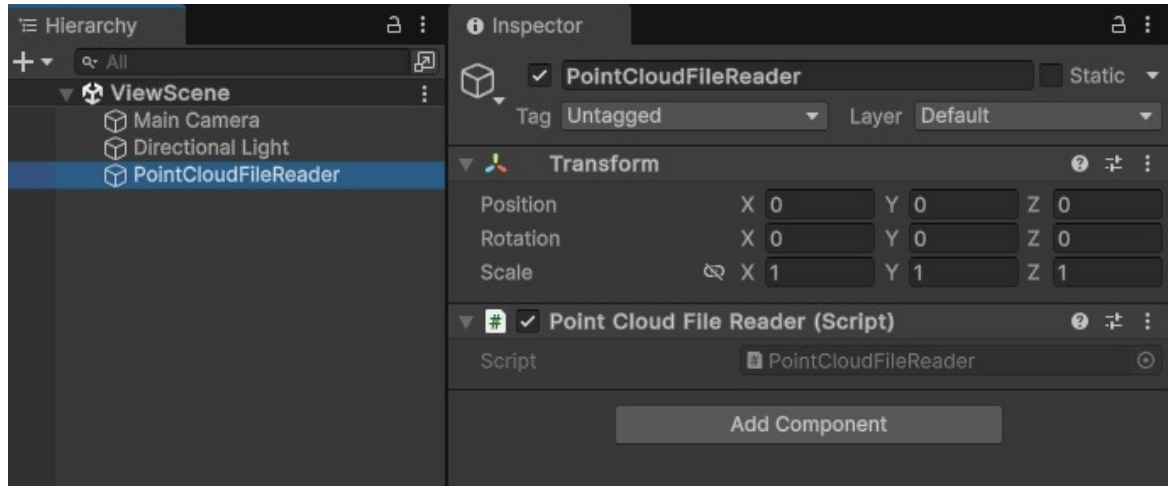 Hierarchy
All
ViewScene
Main Camera
Directional Light
PointCloudFileReader
Inspector
PointCloudFileReader Static
Tag Untagged Layer Default
Transform
Position X 0 Y 0 Z 0
Rotation X 0 Y 0 Z 0
Scale X 1 Y 1 Z 1
# Point Cloud File Reader (Script)
Script # PointCloudFileReader
Add Component